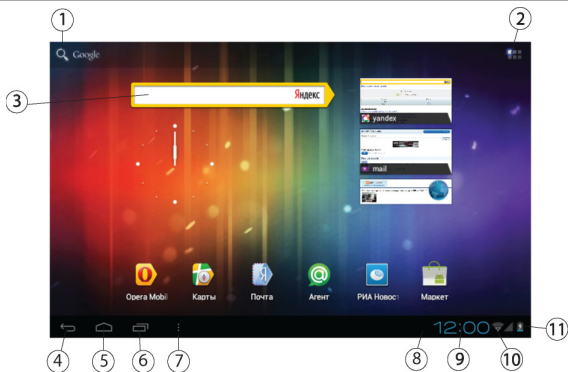 1
2
Google
3
Яндекс
yandex
mail
Opera Mobil
Карты
Почта
Агент
РИА Новост
Маркет
12:00
4
5
6
7
8
9
10
11